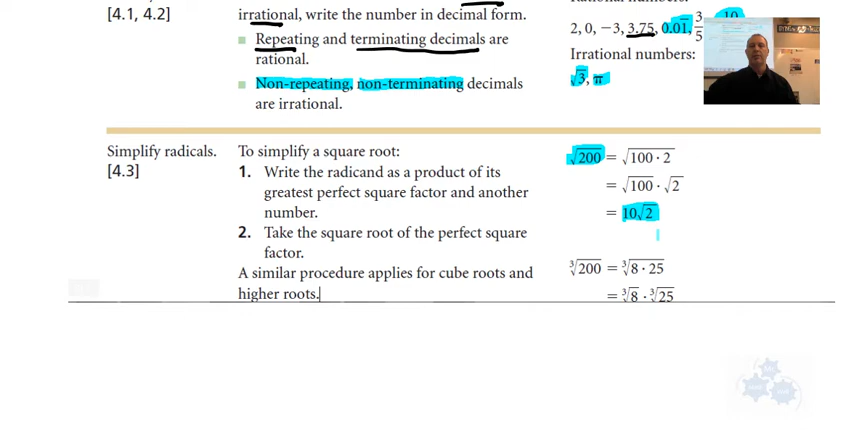 [4.1, 4.2]
irrational, write the number in decimal form.
Repeating and terminating decimals are
rational.
Non-repeating, non-terminating decimals
are irrational.
2, 0, −3, 3.75, 0.01̅, 3/5
Irrational numbers:
√3, π
Simplify radicals.
[4.3]
To simplify a square root:
1. Write the radicand as a product of its
greatest perfect square factor and another
number.
2. Take the square root of the perfect square
factor.
A similar procedure applies for cube roots and
higher roots.
√200 = √100 · 2
= √100 · √2
= 10√2
∛200 = ∛8 · 25
= ∛8 · ∛25